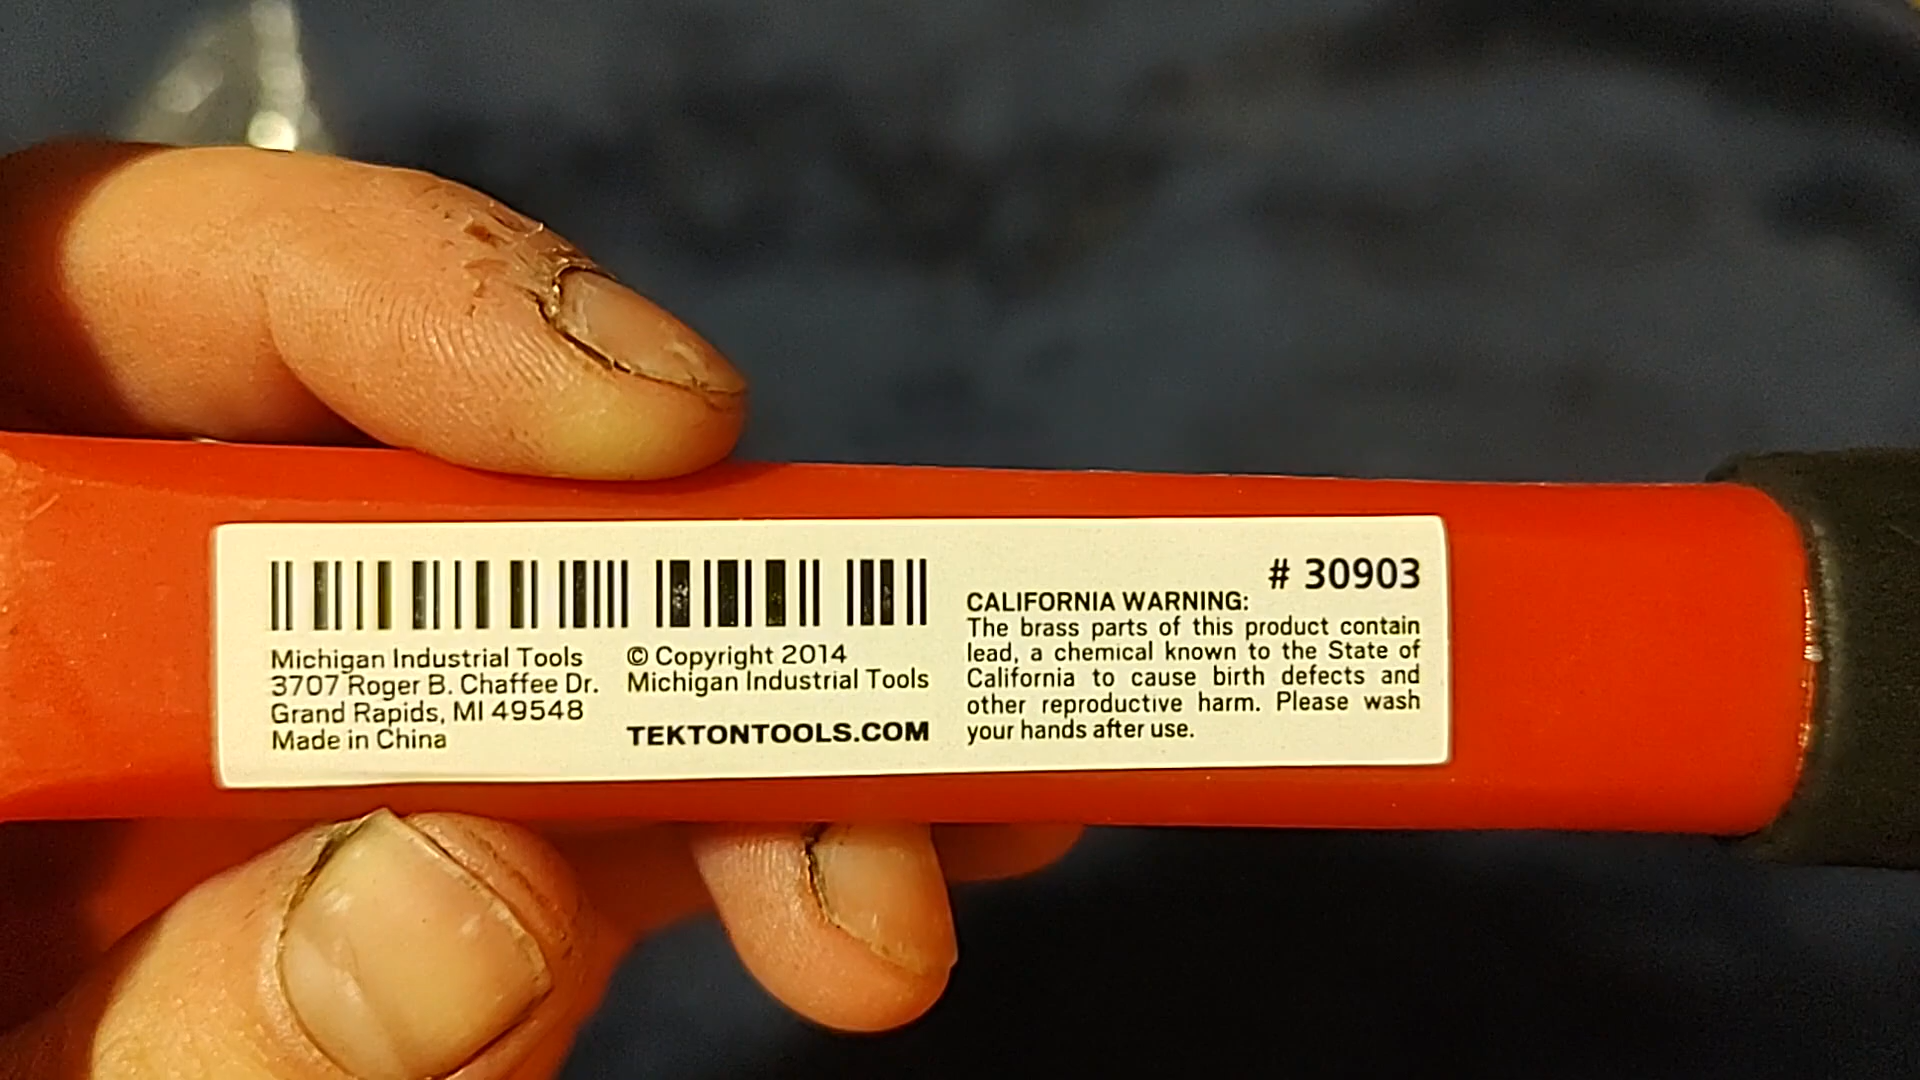 # 30903
Michigan Industrial Tools
3707 Roger B. Chaffee Dr.
Grand Rapids, MI 49548
Made in China
© Copyright 2014
Michigan Industrial Tools
TEKTONTOOLS.COM
CALIFORNIA WARNING:
The brass parts of this product contain
lead, a chemical known to the State of
California to cause birth defects and
other reproductive harm. Please wash
your hands after use.